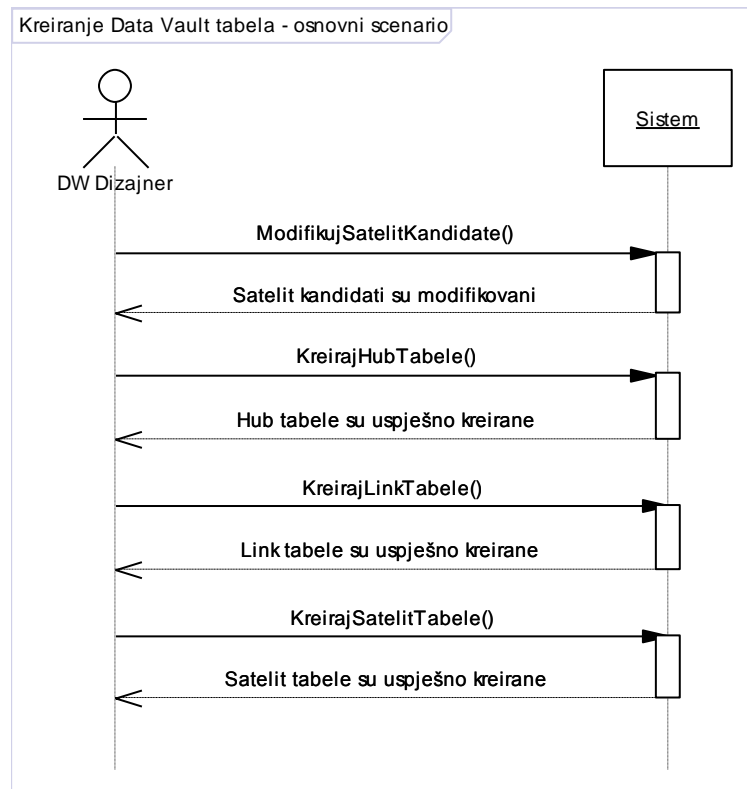 Kreiranje Data Vault tabela - osnovni scenario
Sistem
DW Dizajner
ModifikujSatelitKandidate()
Satelit kandidati su modifikovani
KreirajHubTabele()
Hub tabele su uspješno kreirane
KreirajLinkTabele()
Link tabele su uspješno kreirane
KreirajSatelitTabele()
Satelit tabele su uspješno kreirane